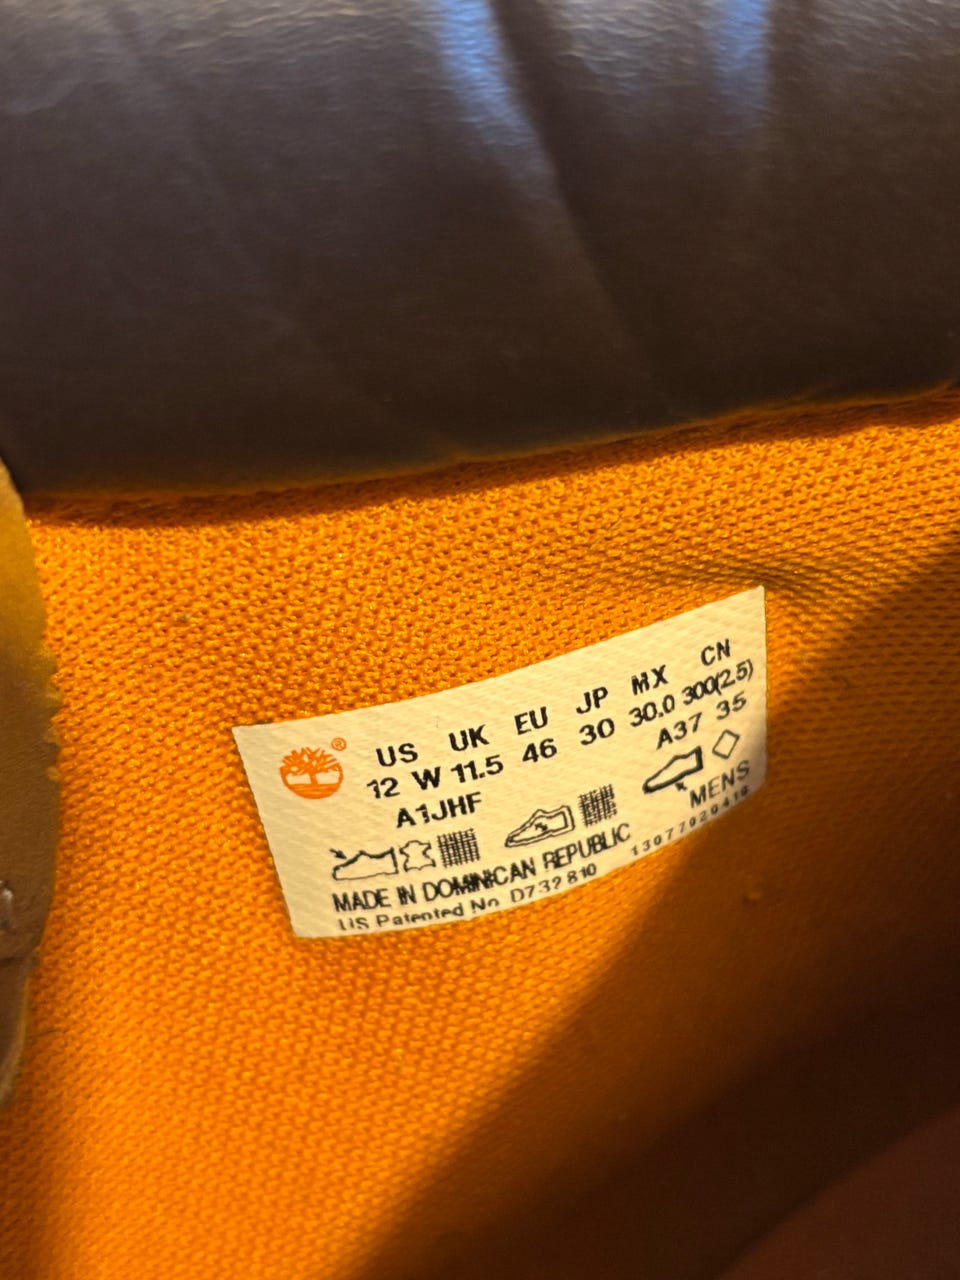 ®
US UK EU JP MX CN
12 W 11.5 46 30 30.0 300(2.5)
A1JHF A37 35
MENS
MADE IN DOMINICAN REPUBLIC
US Patented No. D732810